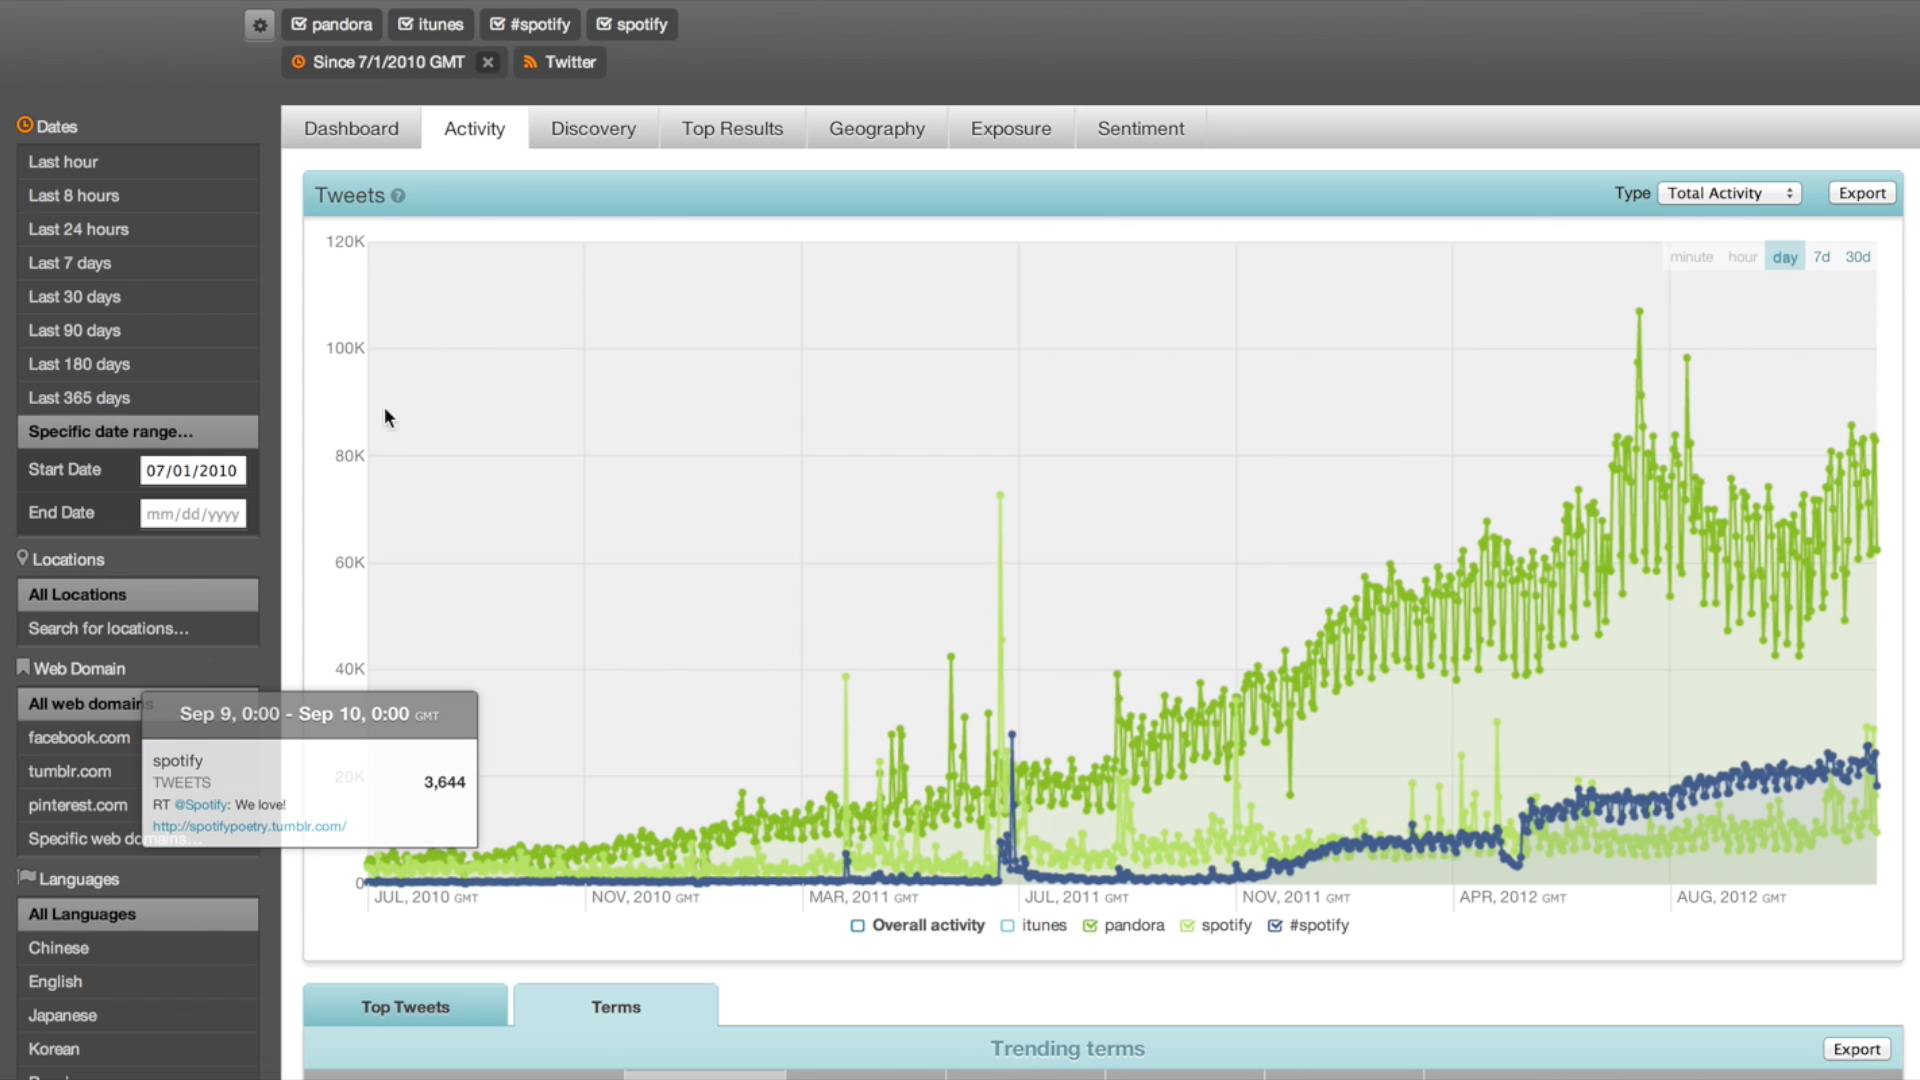 pandora
itunes
#spotify
spotify
Since 7/1/2010 GMT
Twitter
Dates
Last hour
Last 8 hours
Last 24 hours
Last 7 days
Last 30 days
Last 90 days
Last 180 days
Last 365 days
Specific date range...
Start Date 07/01/2010
End Date mm/dd/yyyy
Locations
All Locations
Search for locations...
Web Domain
All web domains
facebook.com
tumblr.com
pinterest.com
Specific web domains...
Languages
All Languages
Chinese
English
Japanese
Korean
Dashboard
Activity
Discovery
Top Results
Geography
Exposure
Sentiment
Tweets ?
Type Total Activity
Export
minute hour day 7d 30d
120K
100K
80K
60K
40K
20K
0
Sep 9, 0:00 - Sep 10, 0:00 GMT
spotify
TWEETS 3,644
RT @Spotify: We love!
http://spotifypoetry.tumblr.com/
JUL, 2010 GMT
NOV, 2010 GMT
MAR, 2011 GMT
JUL, 2011 GMT
NOV, 2011 GMT
APR, 2012 GMT
AUG, 2012 GMT
Overall activity
itunes
pandora
spotify
#spotify
Top Tweets
Terms
Trending terms
Export